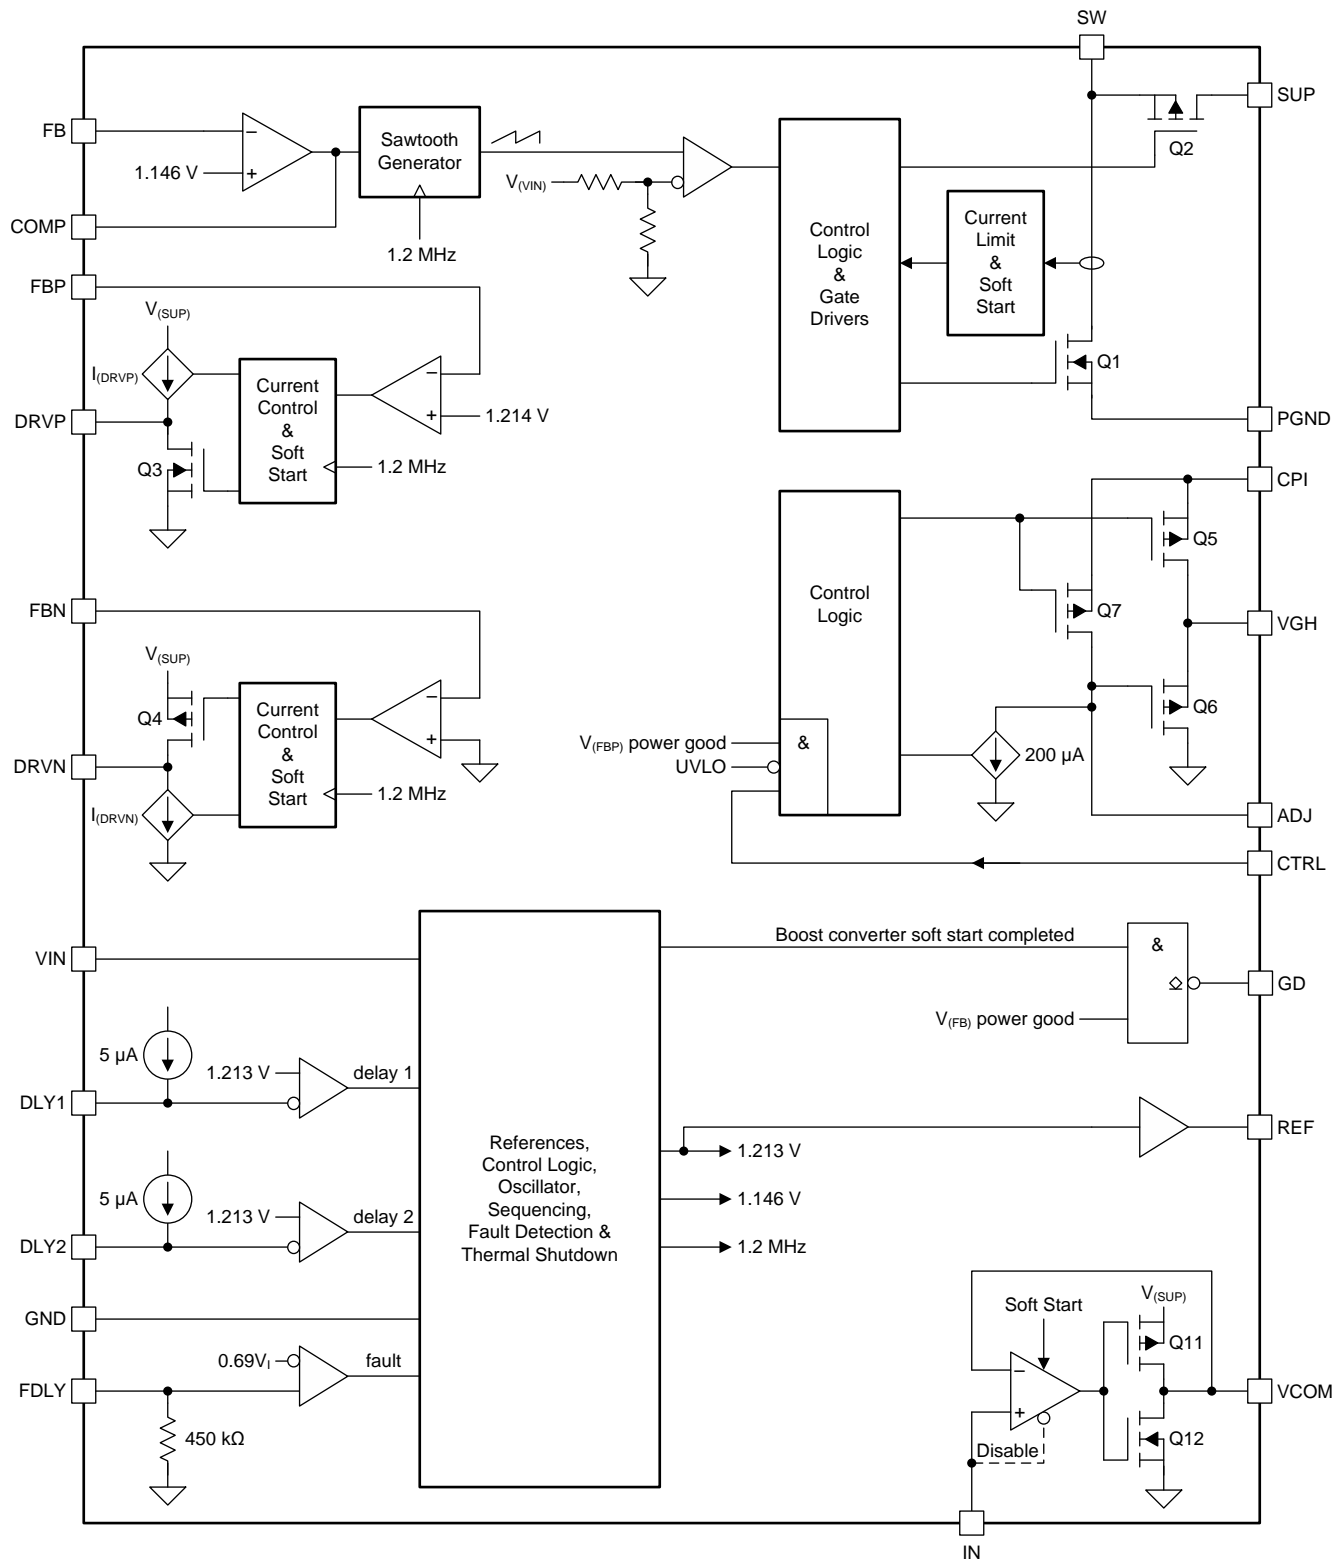 SW
SUP
Q2
FB
1.146 V
−
+
Sawtooth
Generator
1.2 MHz
V(VIN)
COMP
Control
Logic
&
Gate
Drivers
Current
Limit
&
Soft
Start
Q1
PGND
FBP
V(SUP)
I(DRVP)
DRVP
Q3
Current
Control
&
Soft
Start
−
+
1.214 V
1.2 MHz
CPI
Q5
Q7
VGH
Q6
Control
Logic
&
V(FBP) power good
UVLO
200 µA
ADJ
CTRL
FBN
V(SUP)
Q4
DRVN
I(DRVN)
Current
Control
&
Soft
Start
−
+
1.2 MHz
VIN
Boost converter soft start completed
&
V(FB) power good
GD
5 µA
1.213 V
delay 1
DLY1
5 µA
1.213 V
delay 2
DLY2
References,
Control Logic,
Oscillator,
Sequencing,
Fault Detection &
Thermal Shutdown
1.213 V
1.146 V
1.2 MHz
REF
GND
0.69VI
fault
FDLY
450 kΩ
Soft Start
V(SUP)
Q11
−
+
VCOM
Q12
Disable
IN